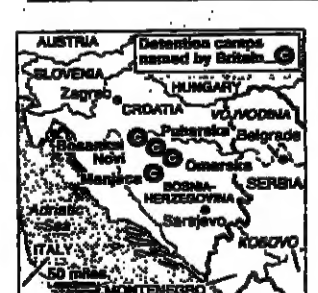 AUSTRIA
Detention camps
named by Britain C
SLOVENIA
HUNGARY
Zagreb
CROATIA
VOJVODINA
Bosanski
Novi
C
Puharska
Belgrade
C
C
Omarska
Manjaca
C
BOSNIA-
HERZEGOVINA
SERBIA
Adriatic
Sea
Sarajevo
ITALY
KOSOVO
50 miles
MONTENEGRO